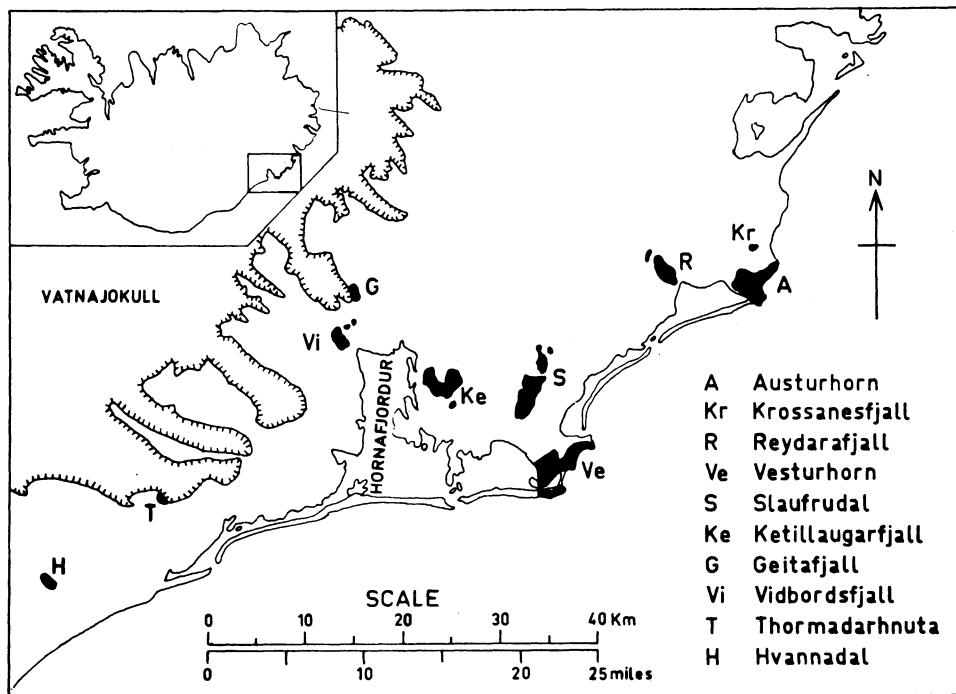 N
Kr
R
A
G
VATNAJOKULL
Vi
HORNAFJORDUR
Ke
S
Ve
T
H
A Austurhorn
Kr Krossanesfjall
R Reydarafjall
Ve Vesturhorn
S Slaufrudal
Ke Ketillaugarfjall
G Geitafjall
Vi Vidbordsfjall
T Thormadarhnuta
H Hvannadal
SCALE
0 10 20 30 40 Km
0 10 20 25 miles